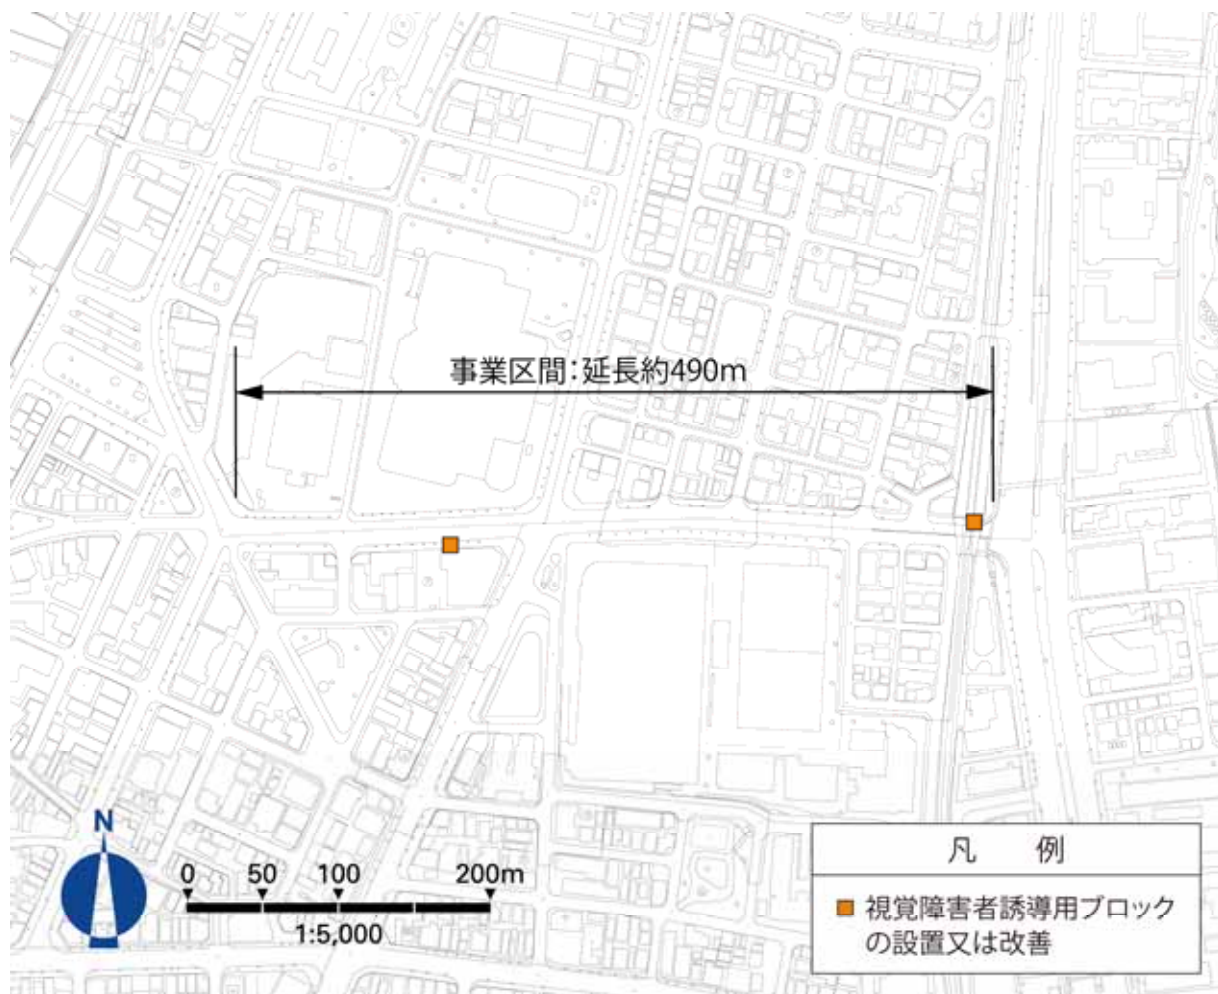 事業区間：延長約490m
N
0 50 100 200m
1:5,000
凡 例
視覚障害者誘導用ブロック
の設置又は改善